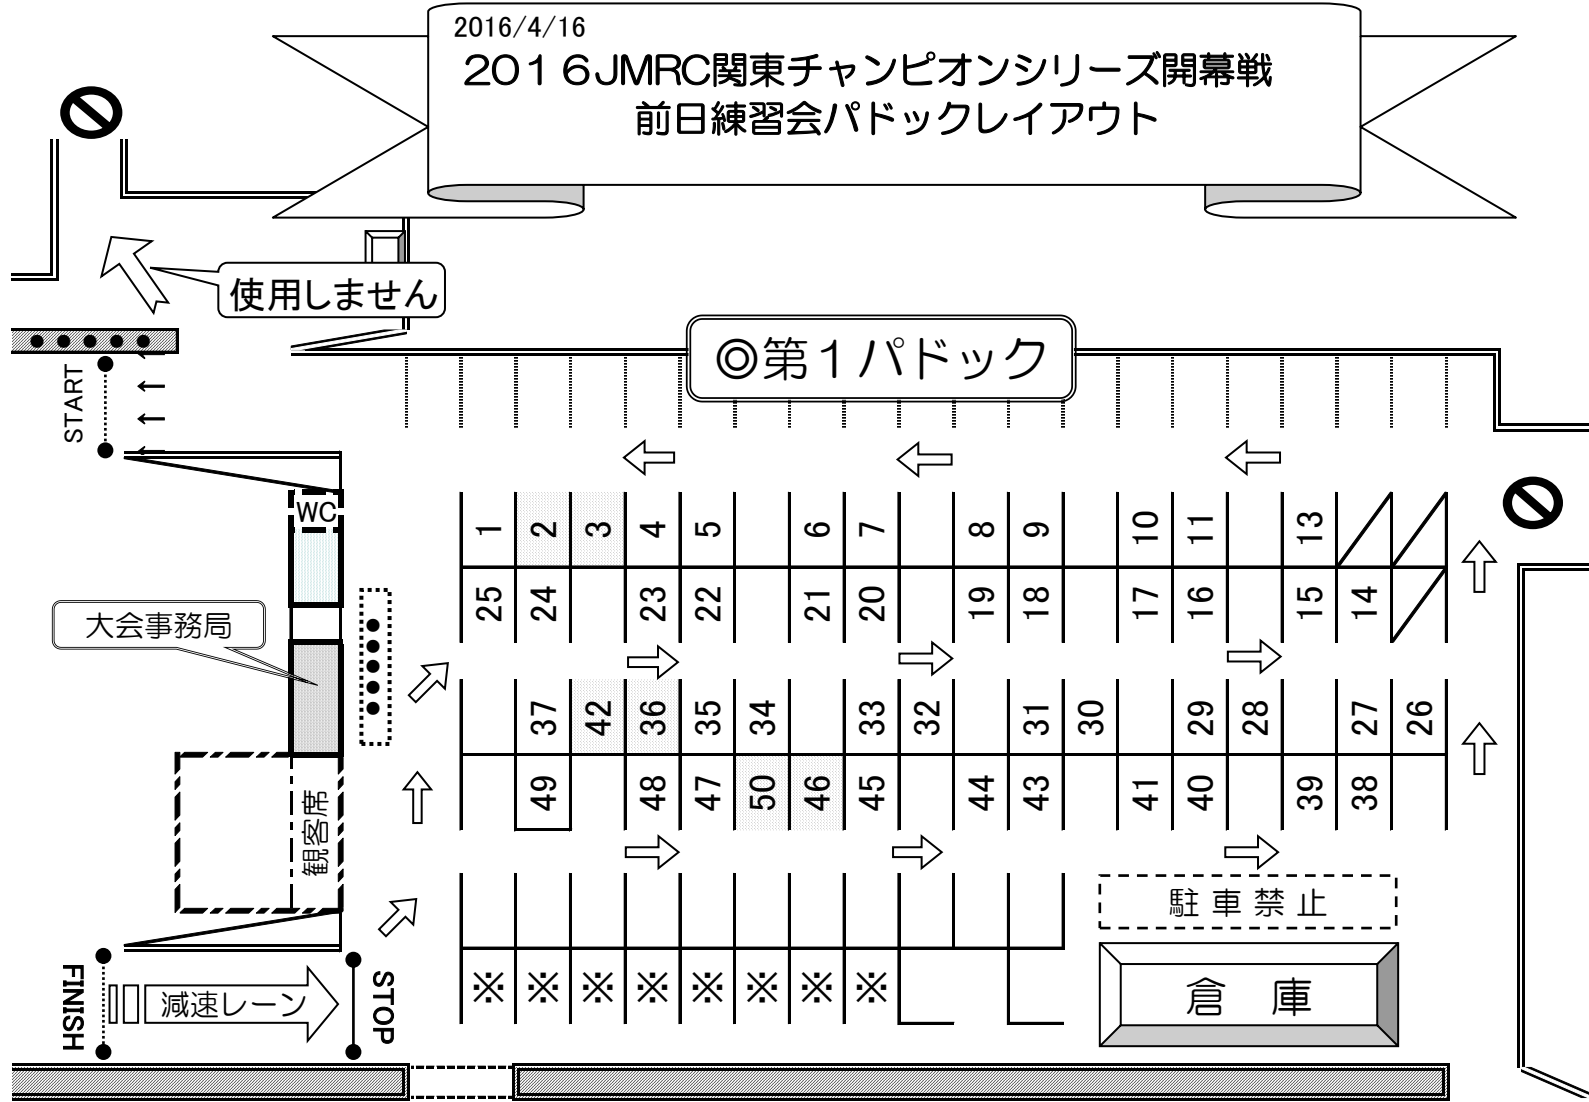 2016/4/16
2016JMRC関東チャンピオンシリーズ開幕戦
前日練習会パドックレイアウト
使用しません
◎第1パドック
START
WC
大会事務局
観客席
1 2 3 4 5 6 7 8 9 10 11 13
25 24 23 22 21 20 19 18 17 16 15 14
37 42 36 35 34 33 32 31 30 29 28 27 26
49 48 47 50 46 45 44 43 41 40 39 38
駐車禁止
※ ※ ※ ※ ※ ※ ※ ※
倉庫
FINISH
減速レーン
STOP